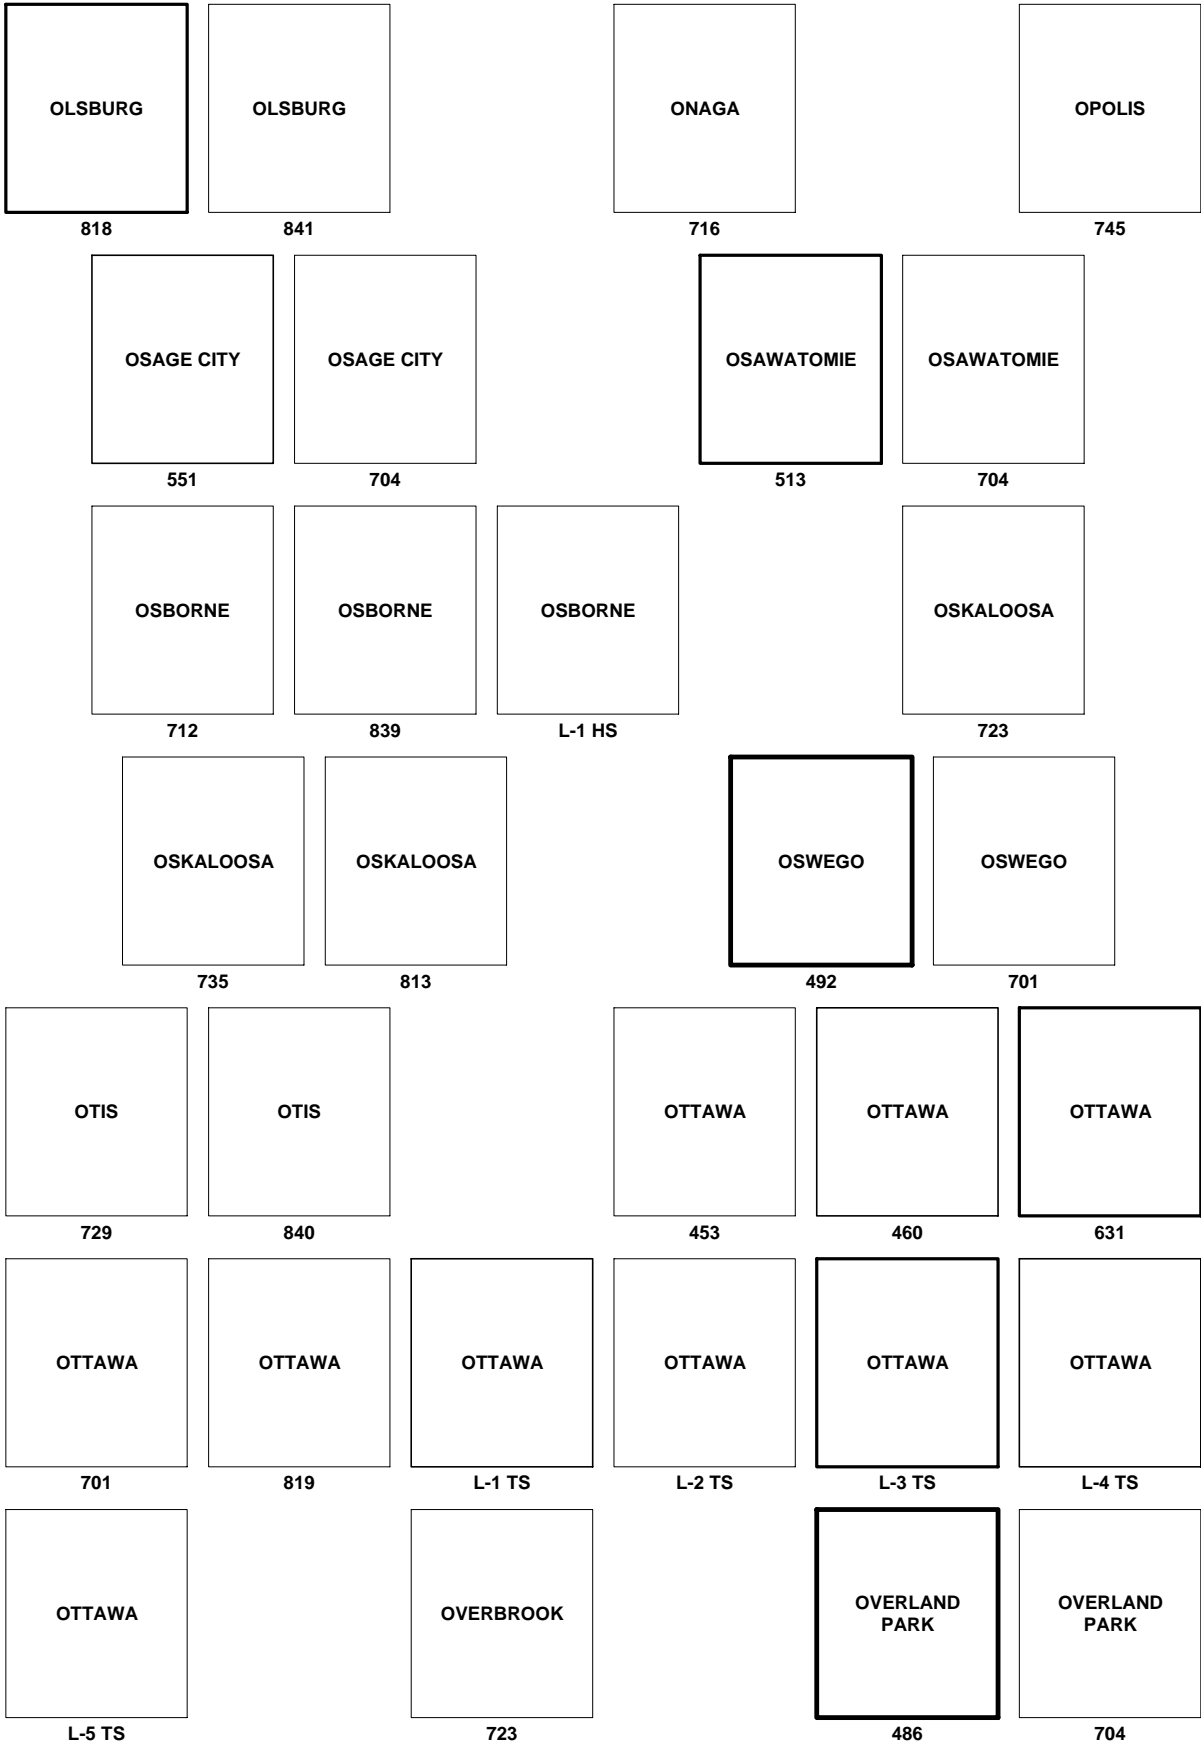 OLSBURG OLSBURG ONAGA OPOLIS
818 841 716 745
OSAGE CITY OSAGE CITY OSAWATOMIE OSAWATOMIE
551 704 513 704
OSBORNE OSBORNE OSBORNE OSKALOOSA
712 839 L-1 HS 723
OSKALOOSA OSKALOOSA OSWEGO OSWEGO
735 813 492 701
OTIS OTIS OTTAWA OTTAWA OTTAWA
729 840 453 460 631
OTTAWA OTTAWA OTTAWA OTTAWA OTTAWA OTTAWA
701 819 L-1 TS L-2 TS L-3 TS L-4 TS
OTTAWA OVERBROOK OVERLAND PARK OVERLAND PARK
L-5 TS 723 486 704